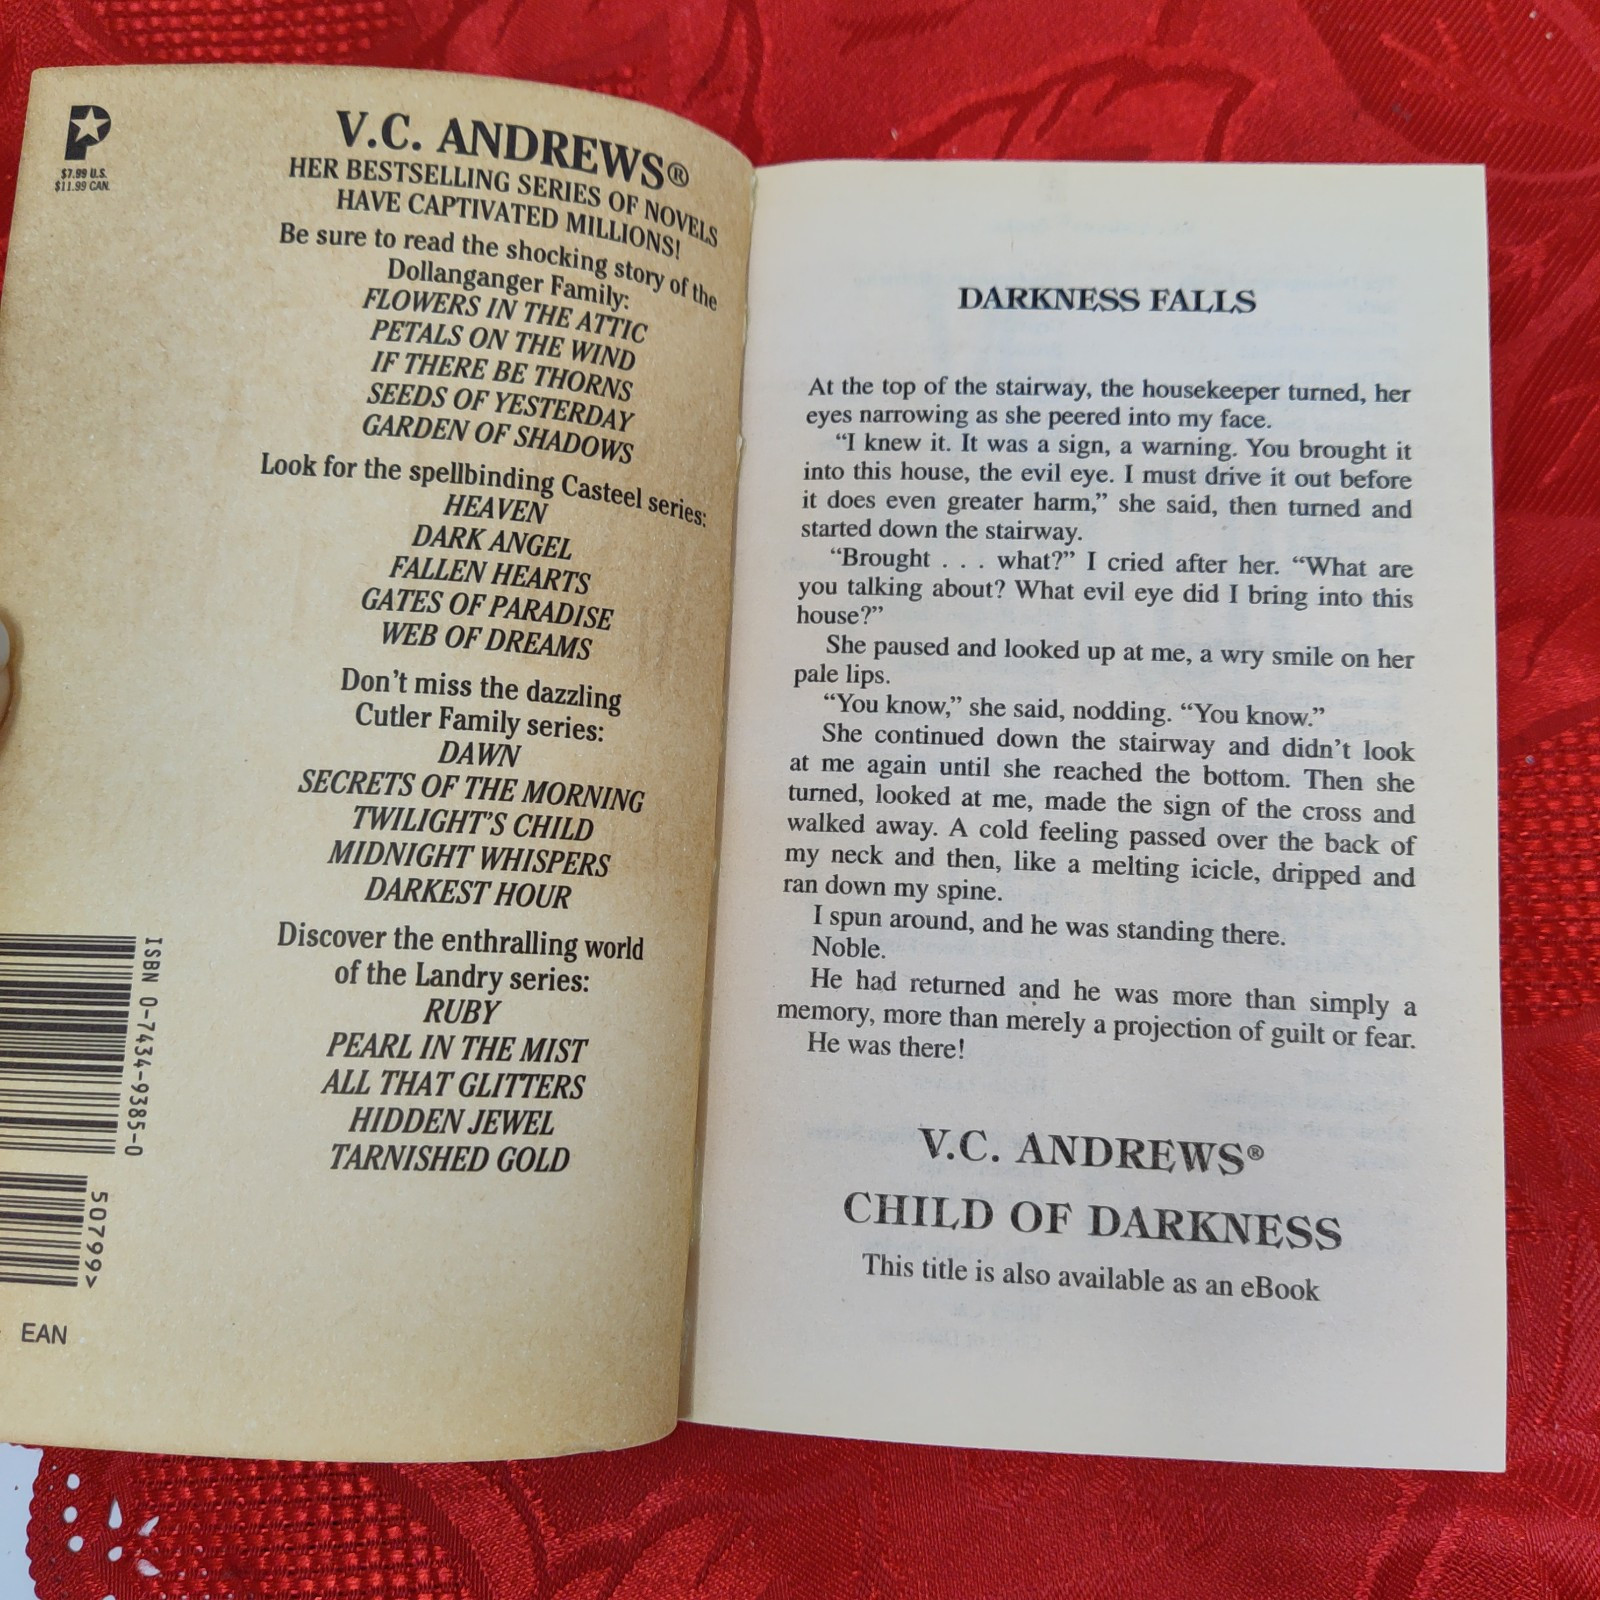 $7.99 U.S.
$11.99 CAN.
V.C. ANDREWS®
HER BESTSELLING SERIES OF NOVELS
HAVE CAPTIVATED MILLIONS!
Be sure to read the shocking story of the
Dollanganger Family:
FLOWERS IN THE ATTIC
PETALS ON THE WIND
IF THERE BE THORNS
SEEDS OF YESTERDAY
GARDEN OF SHADOWS
Look for the spellbinding Casteel series:
HEAVEN
DARK ANGEL
FALLEN HEARTS
GATES OF PARADISE
WEB OF DREAMS
Don't miss the dazzling
Cutler Family series:
DAWN
SECRETS OF THE MORNING
TWILIGHT'S CHILD
MIDNIGHT WHISPERS
DARKEST HOUR
Discover the enthralling world
of the Landry series:
RUBY
PEARL IN THE MIST
ALL THAT GLITTERS
HIDDEN JEWEL
TARNISHED GOLD
ISBN 0-7434-9385-0
50799>
EAN
DARKNESS FALLS
At the top of the stairway, the housekeeper turned, her
eyes narrowing as she peered into my face.
"I knew it. It was a sign, a warning. You brought it
into this house, the evil eye. I must drive it out before
it does even greater harm," she said, then turned and
started down the stairway.
"Brought . . . what?" I cried after her. "What are
you talking about? What evil eye did I bring into this
house?"
She paused and looked up at me, a wry smile on her
pale lips.
"You know," she said, nodding. "You know."
She continued down the stairway and didn't look
at me again until she reached the bottom. Then she
turned, looked at me, made the sign of the cross and
walked away. A cold feeling passed over the back of
my neck and then, like a melting icicle, dripped and
ran down my spine.
I spun around, and he was standing there.
Noble.
He had returned and he was more than simply a
memory, more than merely a projection of guilt or fear.
He was there!
V.C. ANDREWS®
CHILD OF DARKNESS
This title is also available as an eBook